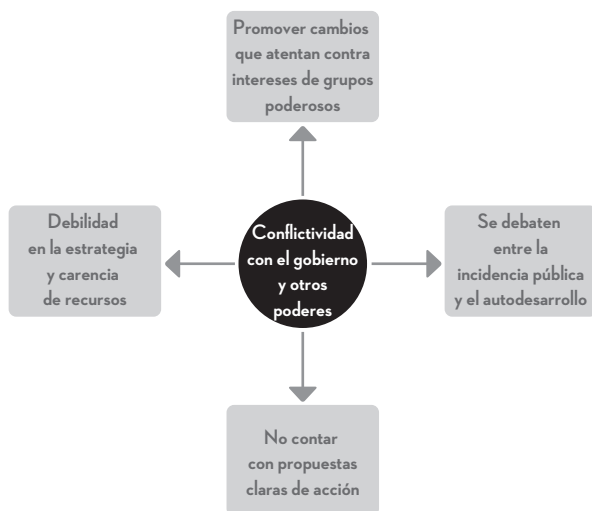 Promover cambios
que atentan contra
intereses de grupos
poderosos
Debilidad
en la estrategia
y carencia
de recursos
Conflictividad
con el gobierno
y otros
poderes
Se debaten
entre la
incidencia pública
y el autodesarrollo
No contar
con propuestas
claras de acción